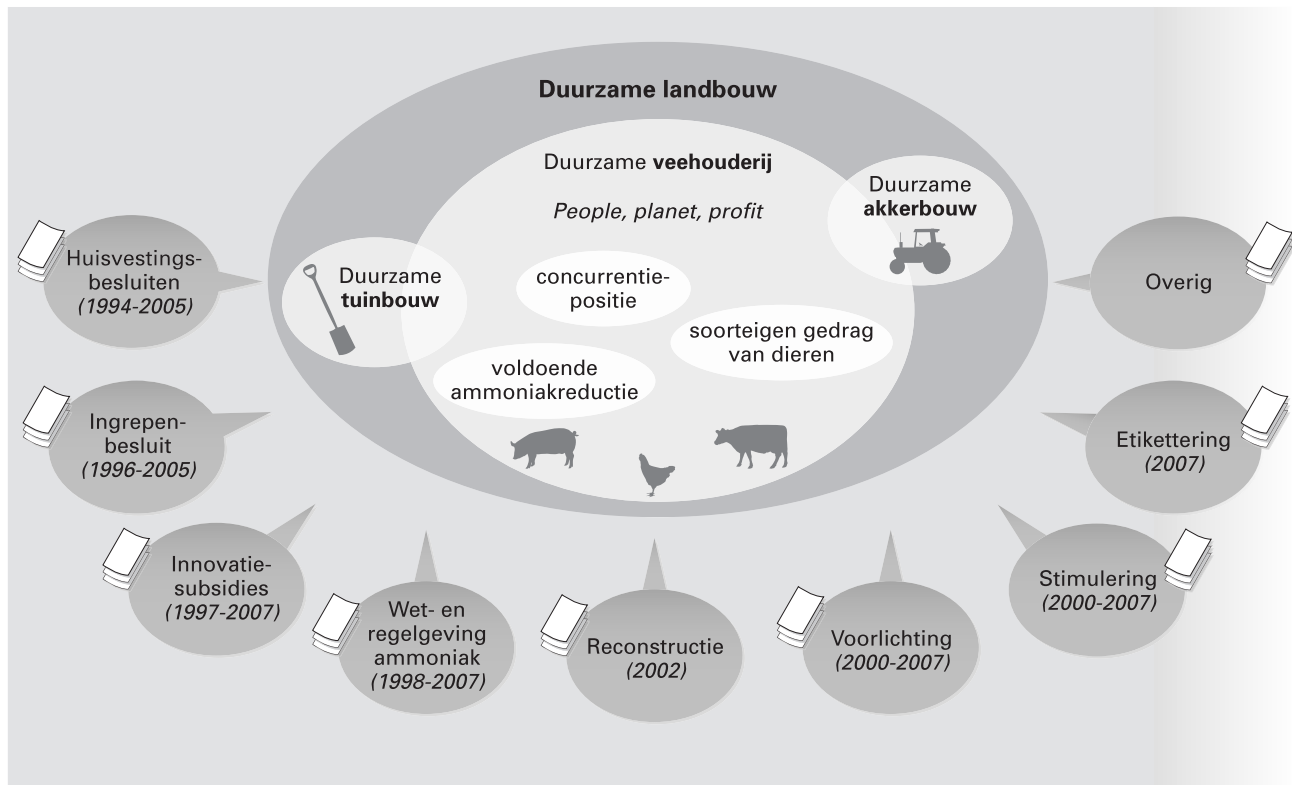 Duurzame landbouw
Duurzame veehouderij
People, planet, profit
Duurzame
akkerbouw
Duurzame
tuinbouw
concurrentie-
positie
soorteigen gedrag
van dieren
voldoende
ammoniakreductie
Huisvestings-
besluiten
(1994-2005)
Ingrepen-
besluit
(1996-2005)
Innovatie-
subsidies
(1997-2007)
Wet- en
regelgeving
ammoniak
(1998-2007)
Reconstructie
(2002)
Voorlichting
(2000-2007)
Stimulering
(2000-2007)
Etikettering
(2007)
Overig